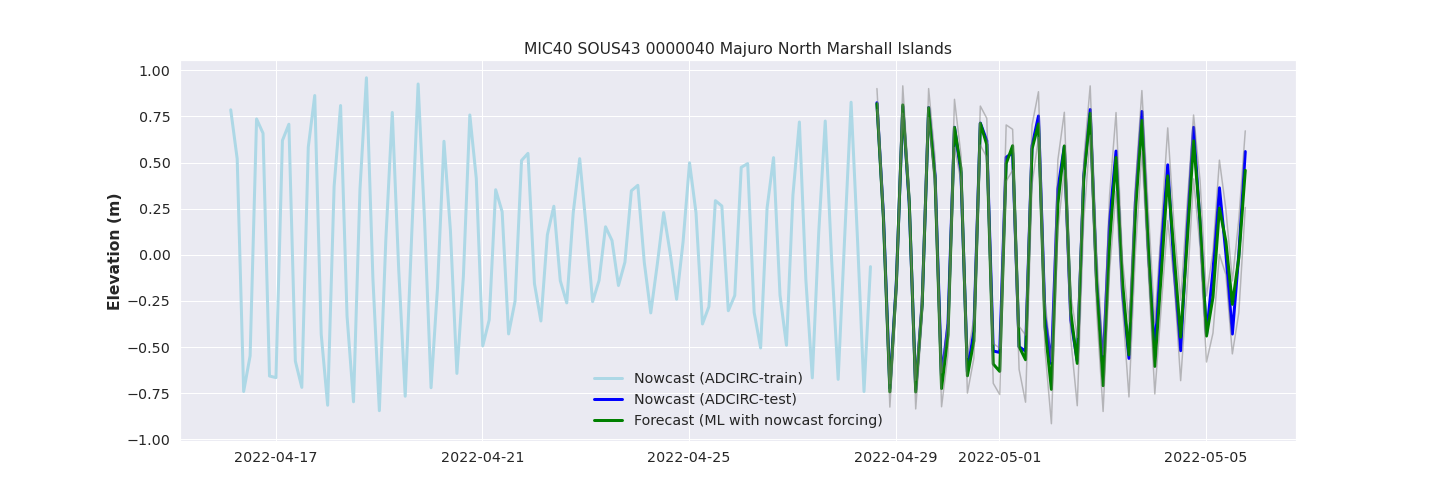 MIC40 SOUS43 0000040 Majuro North Marshall Islands
Elevation (m)
1.00
0.75
0.50
0.25
0.00
−0.25
−0.50
−0.75
−1.00
Nowcast (ADCIRC-train)
Nowcast (ADCIRC-test)
Forecast (ML with nowcast forcing)
2022-04-17 2022-04-21 2022-04-25 2022-04-29 2022-05-01 2022-05-05